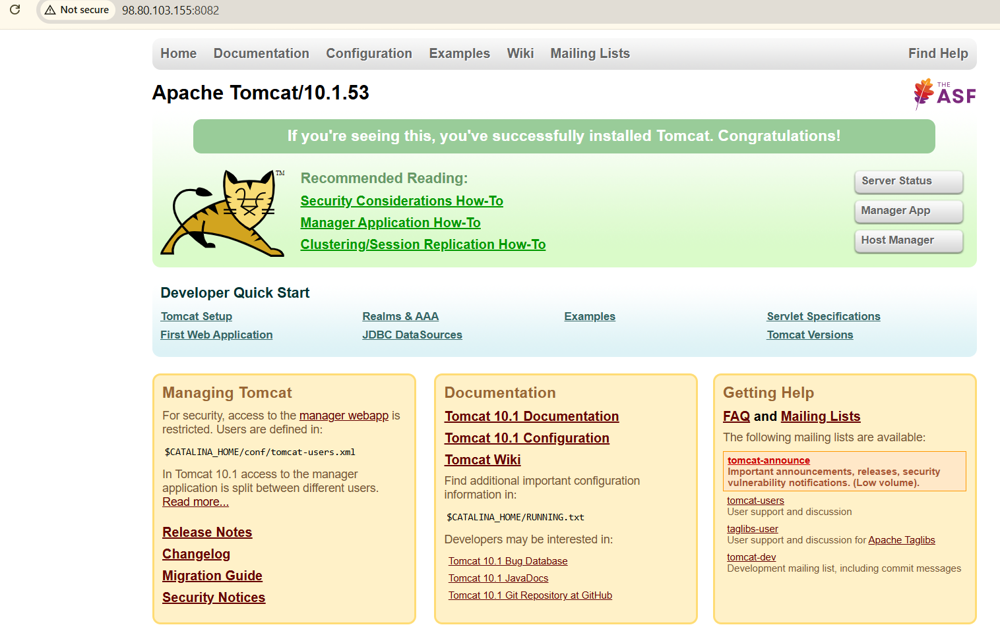 Not secure 98.80.103.155:8082
Home Documentation Configuration Examples Wiki Mailing Lists Find Help
Apache Tomcat/10.1.53
THE
ASF
If you're seeing this, you've successfully installed Tomcat. Congratulations!
TM
Recommended Reading:
Security Considerations How-To
Manager Application How-To
Clustering/Session Replication How-To
Server Status
Manager App
Host Manager
Developer Quick Start
Tomcat Setup
First Web Application
Realms & AAA
JDBC DataSources
Examples
Servlet Specifications
Tomcat Versions
Managing Tomcat
For security, access to the manager webapp is
restricted. Users are defined in:
$CATALINA_HOME/conf/tomcat-users.xml
In Tomcat 10.1 access to the manager
application is split between different users.
Read more...
Release Notes
Changelog
Migration Guide
Security Notices
Documentation
Tomcat 10.1 Documentation
Tomcat 10.1 Configuration
Tomcat Wiki
Find additional important configuration
information in:
$CATALINA_HOME/RUNNING.txt
Developers may be interested in:
Tomcat 10.1 Bug Database
Tomcat 10.1 JavaDocs
Tomcat 10.1 Git Repository at GitHub
Getting Help
FAQ and Mailing Lists
The following mailing lists are available:
tomcat-announce
Important announcements, releases, security
vulnerability notifications. (Low volume).
tomcat-users
User support and discussion
taglibs-user
User support and discussion for Apache Taglibs
tomcat-dev
Development mailing list, including commit messages